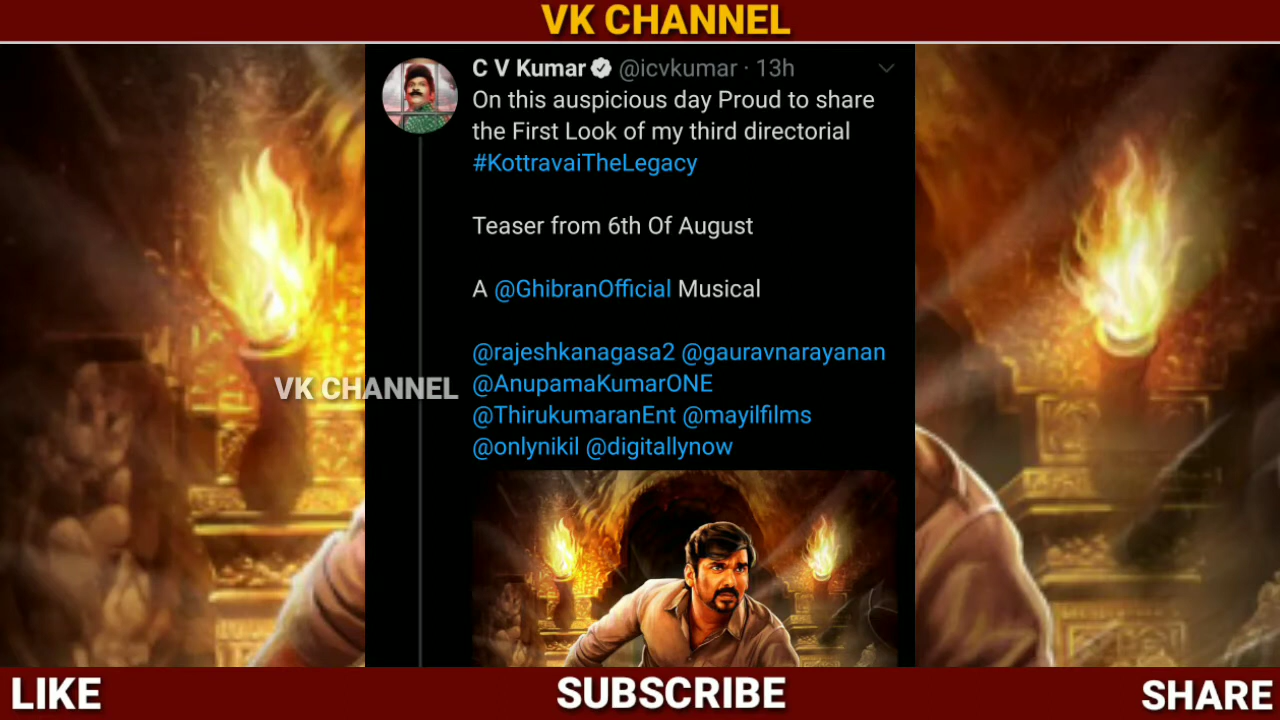 VK CHANNEL
C V Kumar @icvkumar · 13h
On this auspicious day Proud to share
the First Look of my third directorial
#KottravaiTheLegacy
Teaser from 6th Of August
A @GhibranOfficial Musical
@rajeshkanagasa2 @gauravnarayanan
@AnupamaKumarONE
@ThirukumaranEnt @mayilfilms
@onlynikil @digitallynow
VK CHANNEL
LIKE
SUBSCRIBE
SHARE